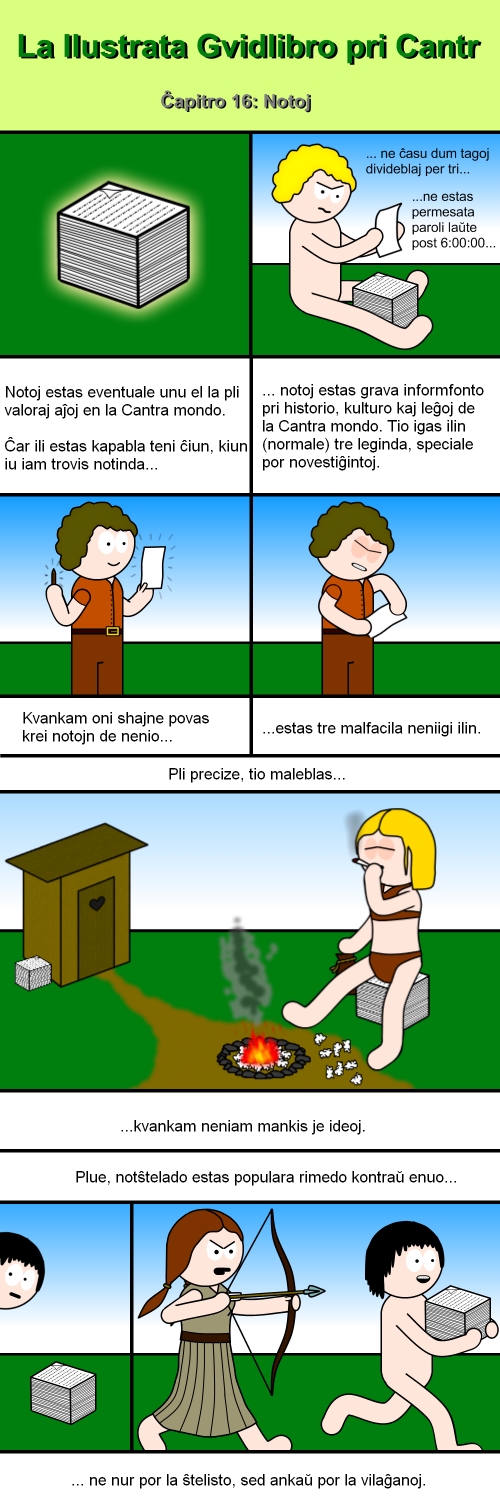 La Ilustrata Gvidlibro pri Cantr
Ĉapitro 16: Notoj
... ne ĉasu dum tagoj
divideblaj per tri...
...ne estas
permesata
paroli laŭte
post 6:00:00...
Notoj estas eventuale unu el la pli
valoraj aĵoj en la Cantra mondo.
Ĉar ili estas kapabla teni ĉiun, kiun
iu iam trovis notinda...
... notoj estas grava informfonto
pri historio, kulturo kaj leĝoj de
la Cantra mondo. Tio igas ilin
(normale) tre leginda, speciale
por novestiĝintoj.
Kvankam oni shajne povas
krei notojn de nenio...
...estas tre malfacila neniigi ilin.
Pli precize, tio maleblas...
...kvankam neniam mankis je ideoj.
Plue, notŝtelado estas populara rimedo kontraŭ enuo...
... ne nur por la ŝtelisto, sed ankaŭ por la vilaĝanoj.